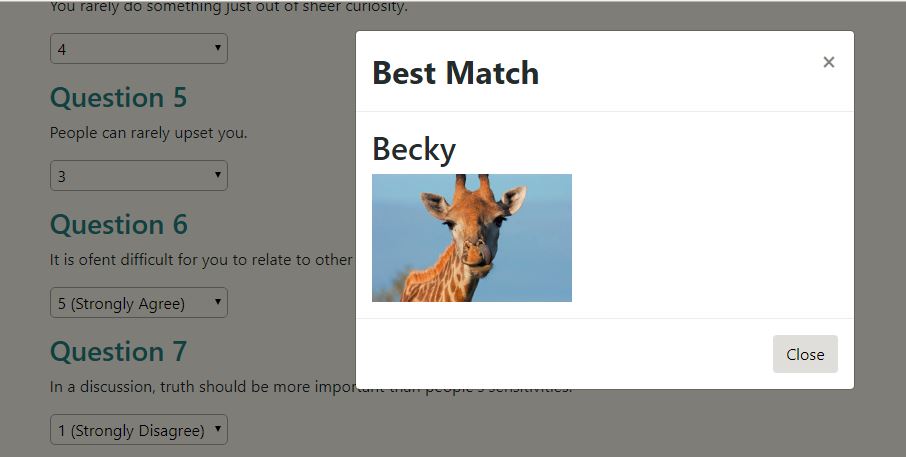 You rarely do something just out of sheer curiosity.
4
Question 5
People can rarely upset you.
3
Question 6
It is ofent difficult for you to relate to other
5 (Strongly Agree)
Question 7
In a discussion, truth should be more important than people's sensitivities.
1 (Strongly Disagree)
Best Match
×
Becky
Close